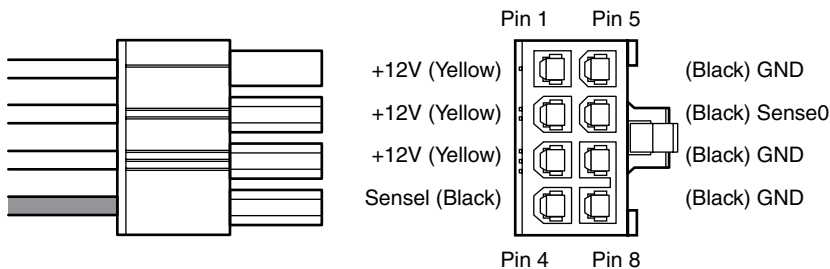 Pin 1 Pin 5
+12V (Yellow) (Black) GND
+12V (Yellow) (Black) Sense0
+12V (Yellow) (Black) GND
Sensel (Black) (Black) GND
Pin 4 Pin 8